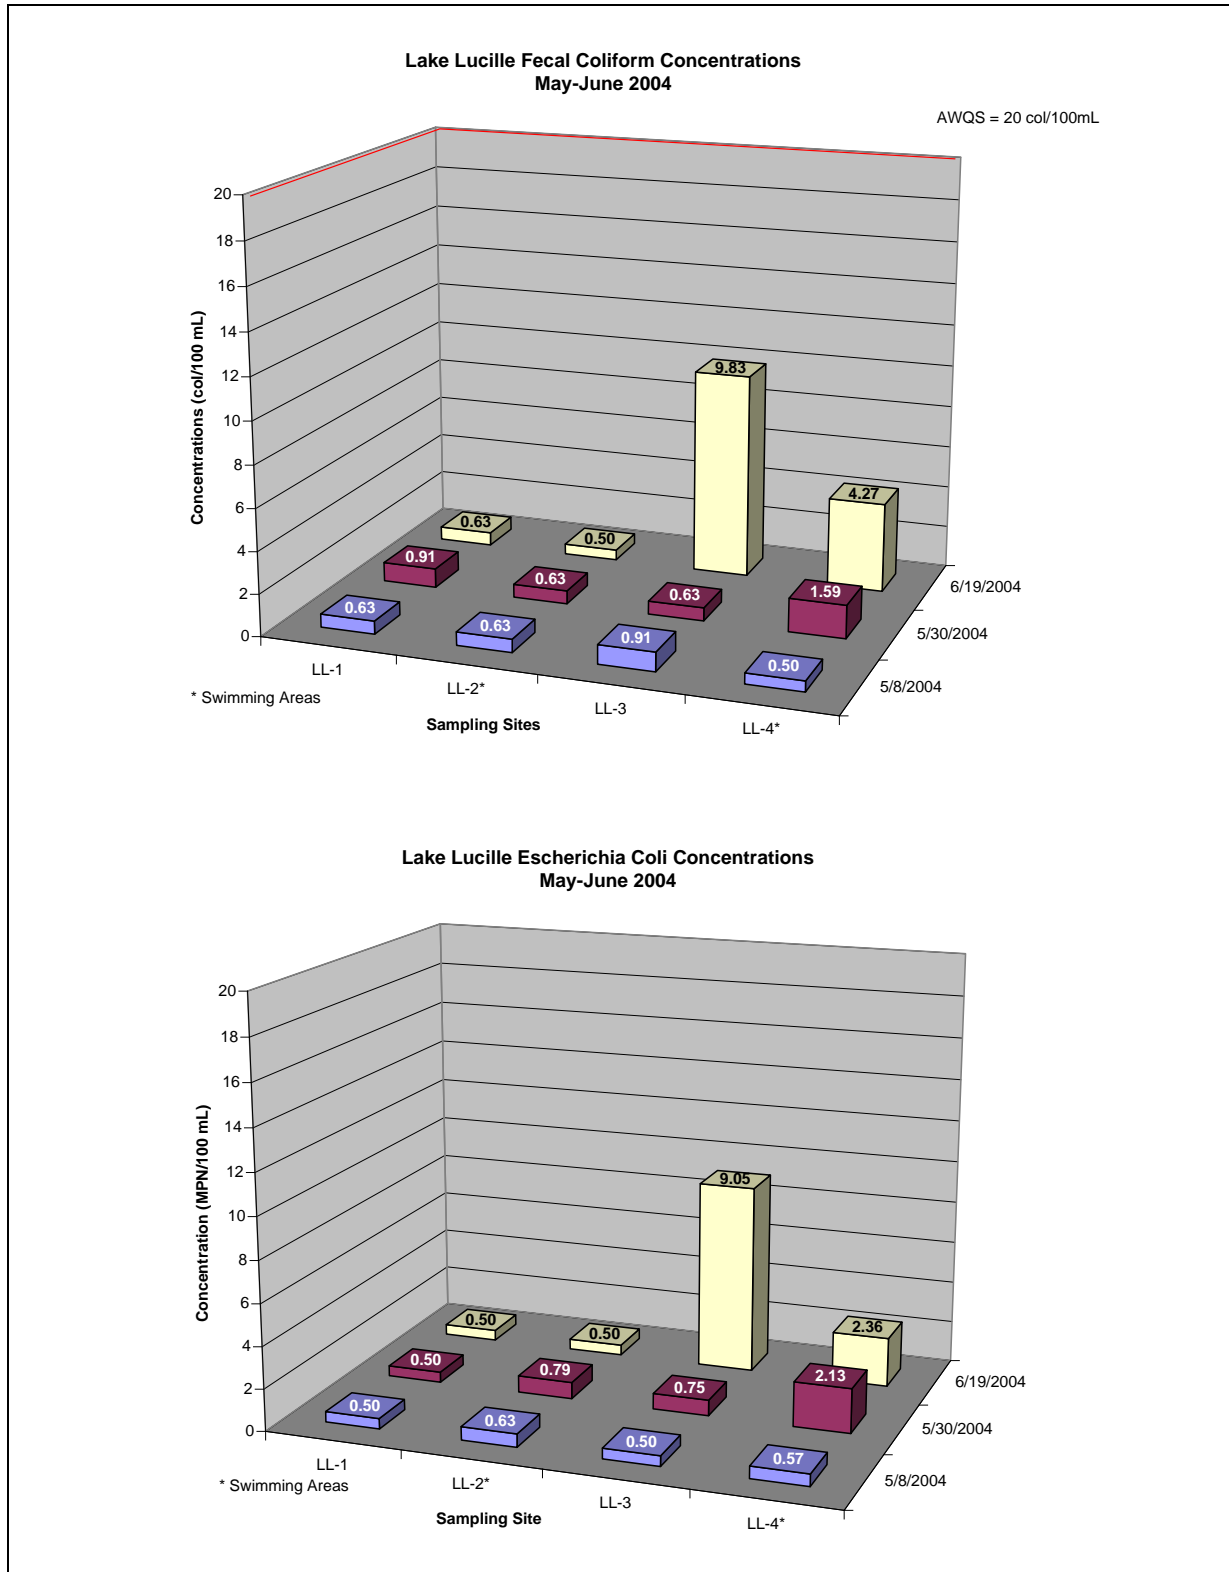 Lake Lucille Fecal Coliform Concentrations
May-June 2004
AWQS = 20 col/100mL
20
18
16
14
12
10
8
6
4
2
0
Concentrations (col/100 mL)
0.63
0.50
9.83
4.27
0.91
0.63
0.63
1.59
0.63
0.63
0.91
0.50
6/19/2004
5/30/2004
5/8/2004
LL-1
LL-2*
LL-3
LL-4*
* Swimming Areas
Sampling Sites
Lake Lucille Escherichia Coli Concentrations
May-June 2004
20
18
16
14
12
10
8
6
4
2
0
Concentration (MPN/100 mL)
0.50
0.50
9.05
2.36
0.50
0.79
0.75
2.13
0.50
0.63
0.50
0.57
6/19/2004
5/30/2004
5/8/2004
LL-1
LL-2*
LL-3
LL-4*
* Swimming Areas
Sampling Site